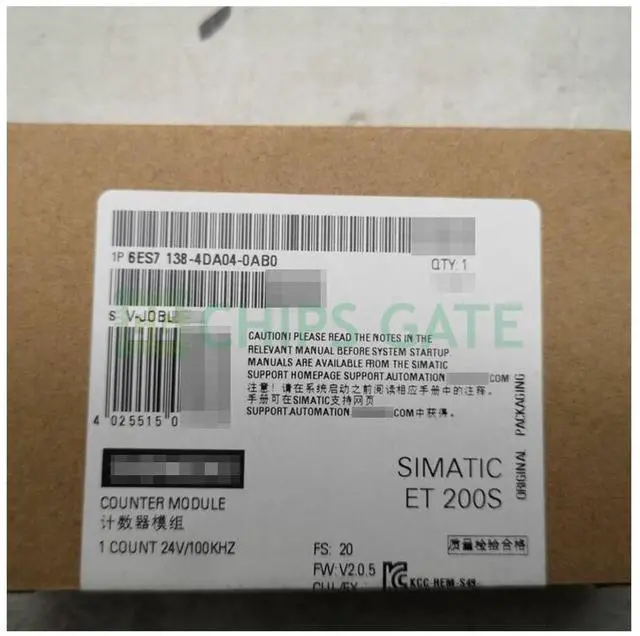 1P 6ES7 138-4DA04-0AB0
QTY: 1
S V-J0BL
CHIPS GATE
CAUTION! PLEASE READ THE NOTES IN THE
RELEVANT MANUAL BEFORE SYSTEM STARTUP.
MANUALS ARE AVAILABLE FROM THE SIMATIC
SUPPORT HOMEPAGE SUPPORT.AUTOMATION COM
注意!请在系统启动之前阅读相应手册中的注释。
手册可在SIMATIC支持网页
SUPPORT.AUTOMATION COM中获得。
4 025515 0
ORIGINAL PACKAGING
SIMATIC
ET 200S
COUNTER MODULE
计数器模组
1 COUNT 24V/100KHZ
FS: 20
质量检验合格
FW: V2.0.5
KCC-REM-S49-